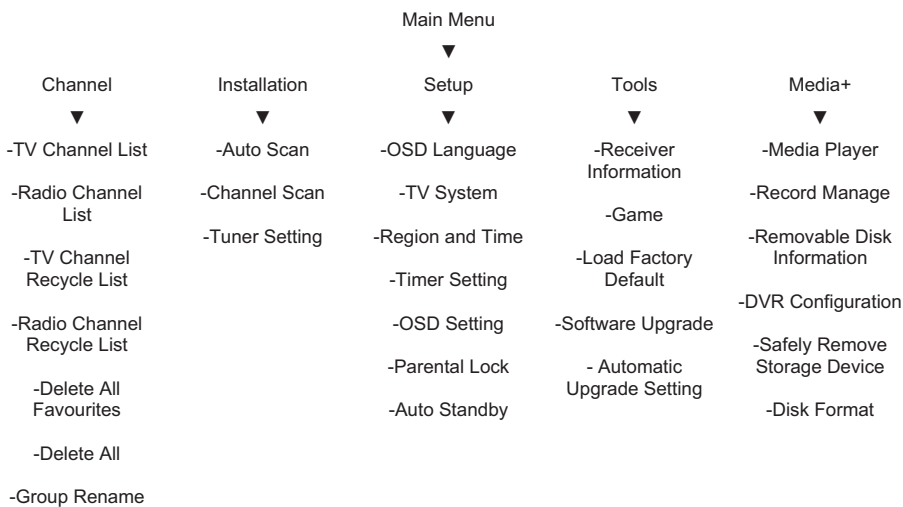 Main Menu
▼
Channel
▼
-TV Channel List
-Radio Channel
List
-TV Channel
Recycle List
-Radio Channel
Recycle List
-Delete All
Favourites
-Delete All
-Group Rename
Installation
▼
-Auto Scan
-Channel Scan
-Tuner Setting
Setup
▼
-OSD Language
-TV System
-Region and Time
-Timer Setting
-OSD Setting
-Parental Lock
-Auto Standby
Tools
▼
-Receiver
Information
-Game
-Load Factory
Default
-Software Upgrade
- Automatic
Upgrade Setting
Media+
▼
-Media Player
-Record Manage
-Removable Disk
Information
-DVR Configuration
-Safely Remove
Storage Device
-Disk Format